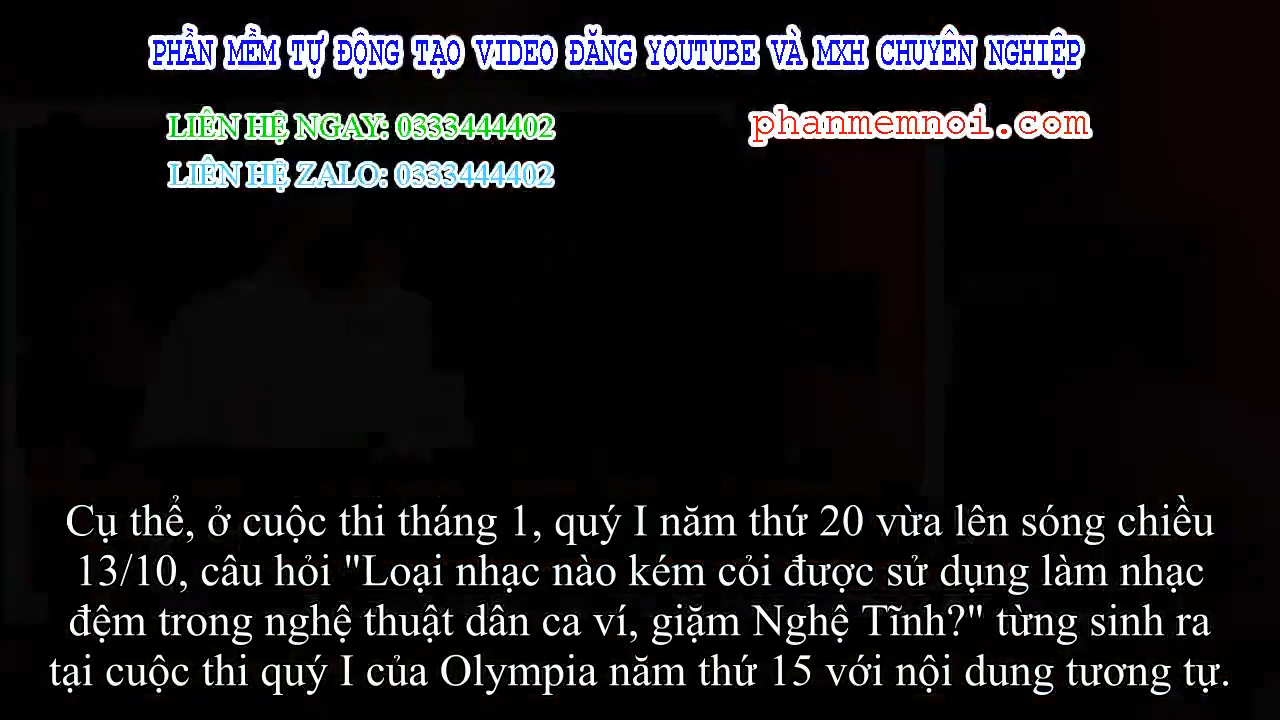 PHẦN MỀM TỰ ĐỘNG TẠO VIDEO ĐĂNG YOUTUBE VÀ MXH CHUYÊN NGHIỆP
LIÊN HỆ NGAY: 0333444402
phanmemnoi.com
LIÊN HỆ ZALO: 0333444402
Cụ thể, ở cuộc thi tháng 1, quý I năm thứ 20 vừa lên sóng chiều
13/10, câu hỏi "Loại nhạc nào kém cỏi được sử dụng làm nhạc
đệm trong nghệ thuật dân ca ví, giặm Nghệ Tĩnh?" từng sinh ra
tại cuộc thi quý I của Olympia năm thứ 15 với nội dung tương tự.